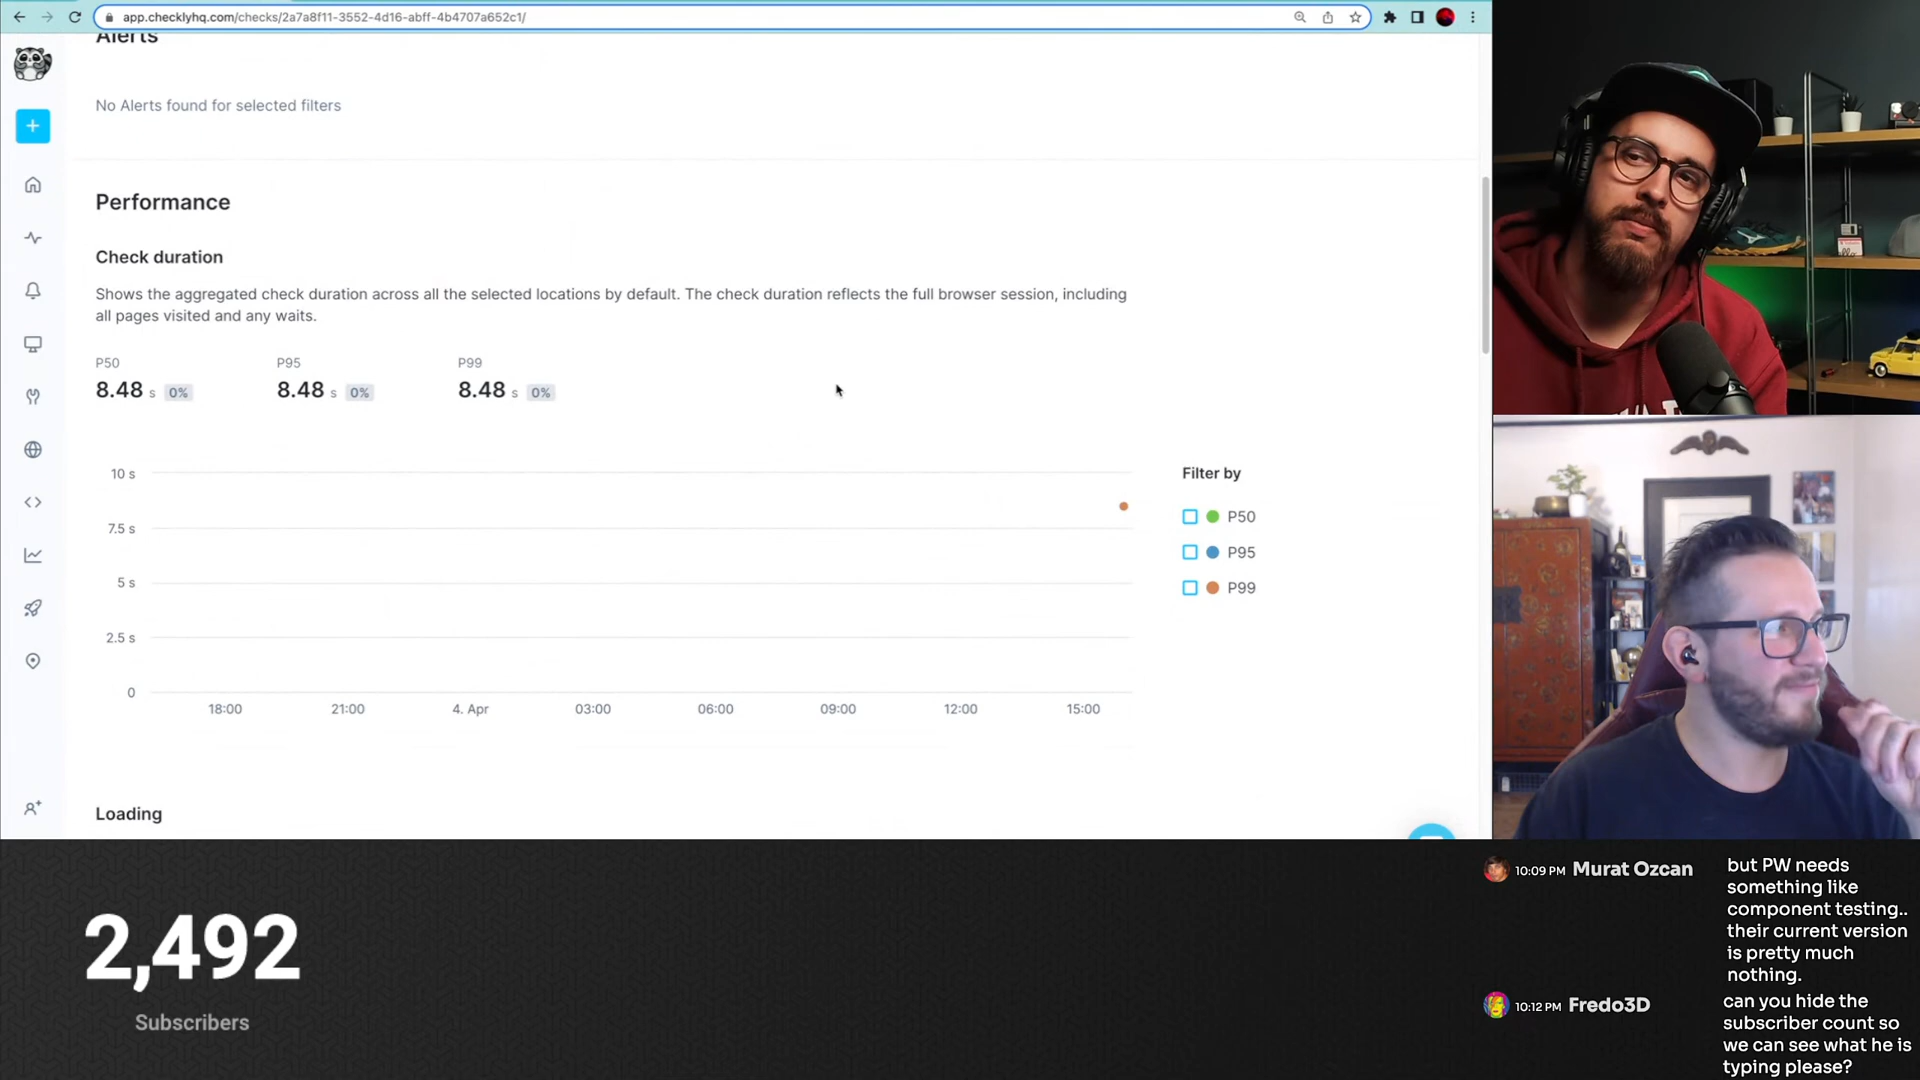 app.checklyhq.com/checks/2a7a8f11-3552-4d16-abff-4b4707a652c1/
Alerts
No Alerts found for selected filters
Performance
Check duration
Shows the aggregated check duration across all the selected locations by default. The check duration reflects the full browser session, including
all pages visited and any waits.
P50 P95 P99
8.48 s 0% 8.48 s 0% 8.48 s 0%
10 s
7.5 s
5 s
2.5 s
0
18:00 21:00 4. Apr 03:00 06:00 09:00 12:00 15:00
Filter by
P50
P95
P99
Loading
2,492
Subscribers
10:09 PM Murat Ozcan
but PW needs
something like
component testing..
their current version
is pretty much
nothing.
10:12 PM Fredo3D
can you hide the
subscriber count so
we can see what he is
typing please?